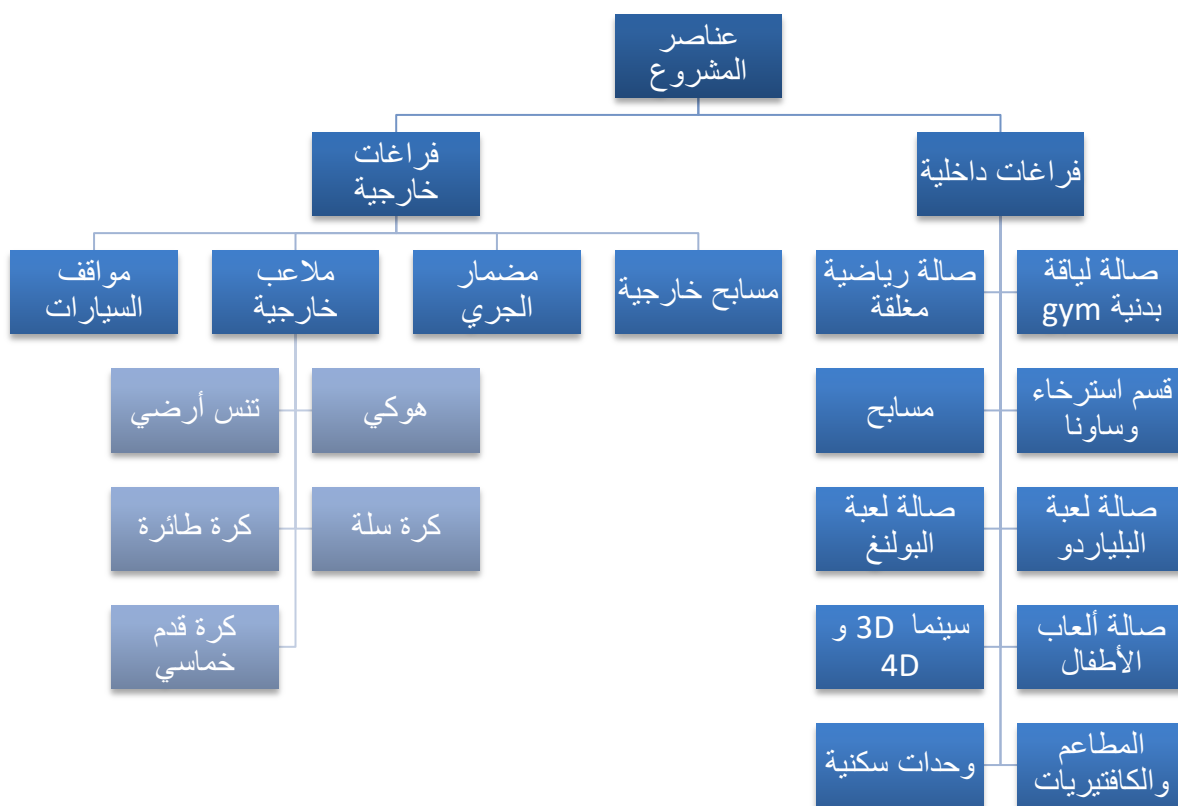 عناصر
المشروع
فراغات داخلية
فراغات
خارجية
صالة لياقة
بدنية gym
صالة رياضية
مغلقة
قسم استرخاء
وساونا
مسابح
صالة لعبة
البلياردو
صالة لعبة
البولنغ
صالة ألعاب
الأطفال
سينما 3D و
4D
المطاعم
والكافتيريات
وحدات سكنية
مسابح خارجية
مضمار
الجري
ملاعب
خارجية
مواقف
السيارات
هوكي
تنس أرضي
كرة سلة
كرة طائرة
كرة قدم
خماسي